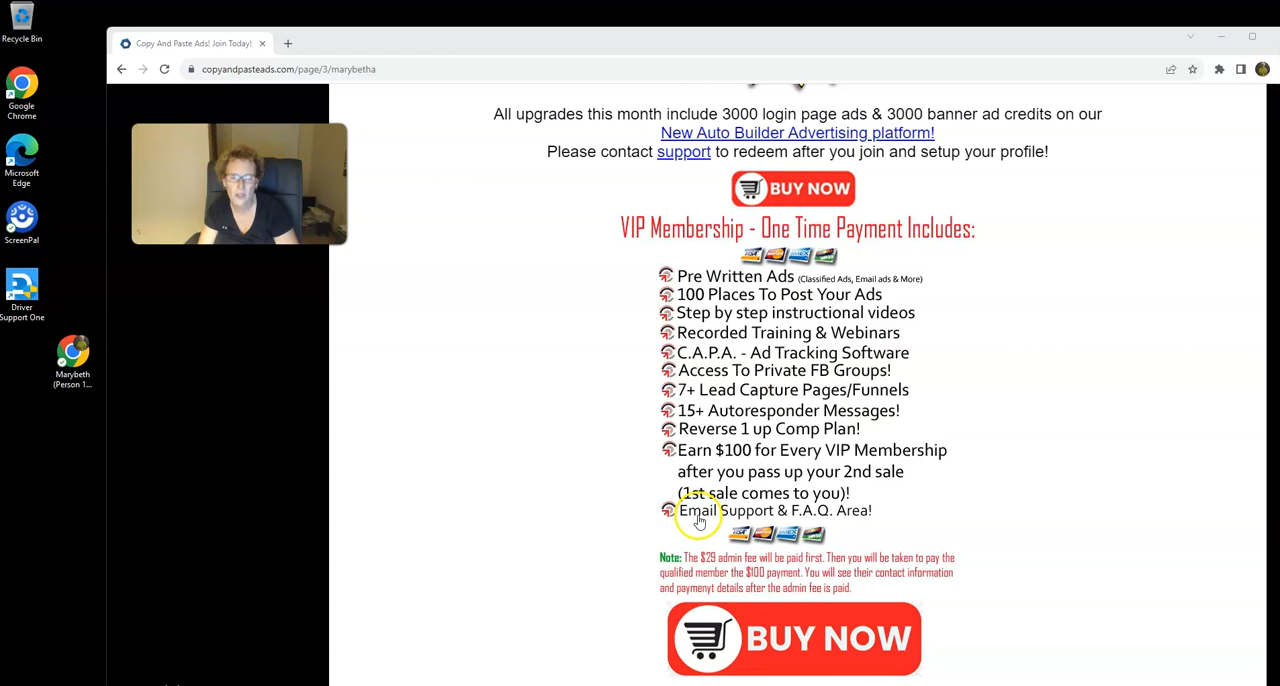 Recycle Bin
Google
Chrome
Microsoft
Edge
ScreenPal
Driver
Support One
Marybeth
(Person 1...
Copy And Paste Ads! Join Today!
copyandpasteads.com/page/3/marybetha
All upgrades this month include 3000 login page ads & 3000 banner ad credits on our
New Auto Builder Advertising platform!
Please contact support to redeem after you join and setup your profile!
BUY NOW
VIP Membership - One Time Payment Includes:
Pre Written Ads (Classified Ads, Email ads & More)
100 Places To Post Your Ads
Step by step instructional videos
Recorded Training & Webinars
C.A.P.A. - Ad Tracking Software
Access To Private FB Groups!
7+ Lead Capture Pages/Funnels
15+ Autoresponder Messages!
Reverse 1 up Comp Plan!
Earn $100 for Every VIP Membership
after you pass up your 2nd sale
(1st sale comes to you)!
Email Support & F.A.Q. Area!
Note: The $29 admin fee will be paid first. Then you will be taken to pay the
qualified member the $100 payment. You will see their contact information
and paymenyt details after the admin fee is paid.
BUY NOW